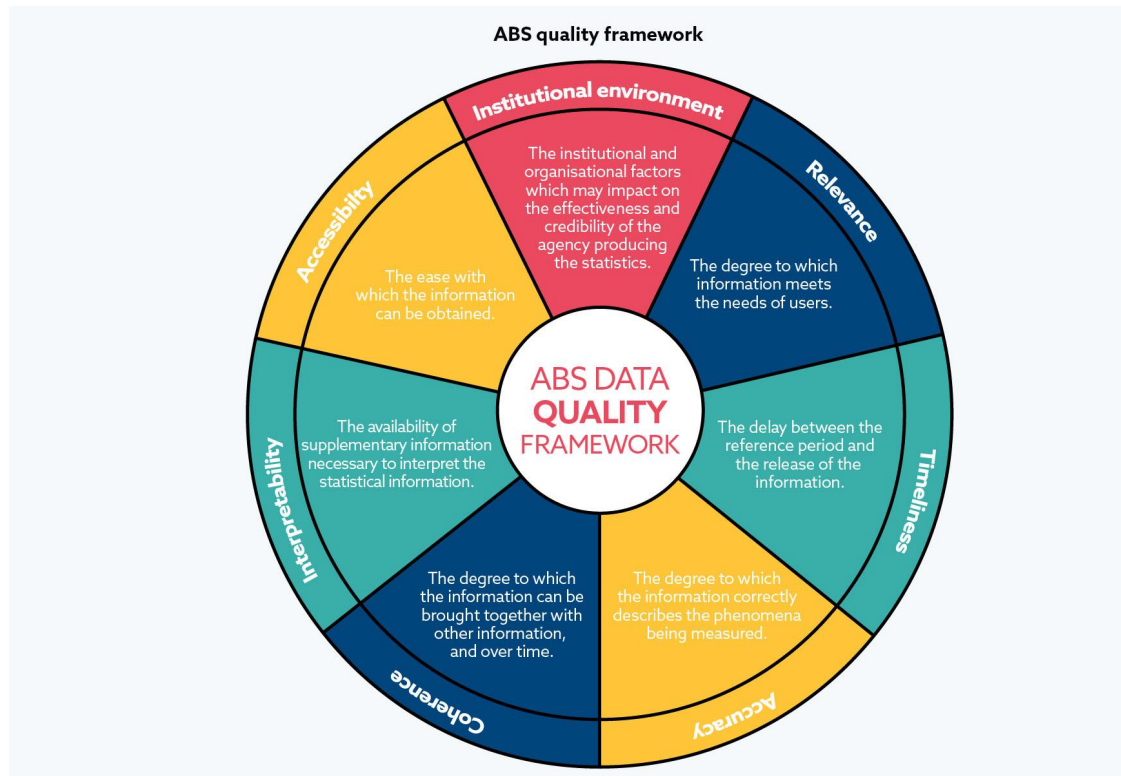 ABS quality framework
Institutional environment
The institutional and
organisational factors
which may impact on
the effectiveness and
credibility of the
agency producing
the statistics.
Relevance
The degree to which
information meets
the needs of users.
Timeliness
The delay between the
reference period and
the release of the
information.
Accuracy
The degree to which
the information correctly
describes the phenomena
being measured.
Coherence
The degree to which
the information can be
brought together with
other information,
and over time.
Interpretability
The availability of
supplementary information
necessary to interpret the
statistical information.
Accessibilty
The ease with
which the information
can be obtained.
ABS DATA
QUALITY
FRAMEWORK